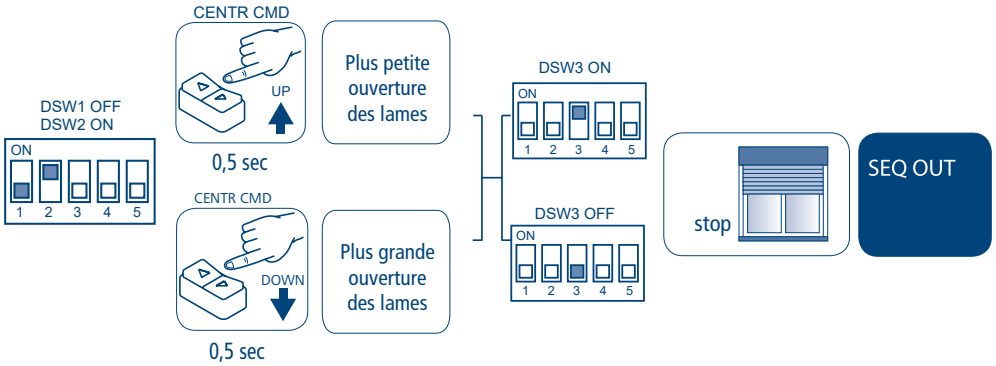 DSW1 OFF
DSW2 ON
ON
1 2 3 4 5
CENTR CMD
UP
0,5 sec
Plus petite
ouverture
des lames
CENTR CMD
DOWN
0,5 sec
Plus grande
ouverture
des lames
DSW3 ON
ON
1 2 3 4 5
DSW3 OFF
ON
1 2 3 4 5
stop
SEQ OUT